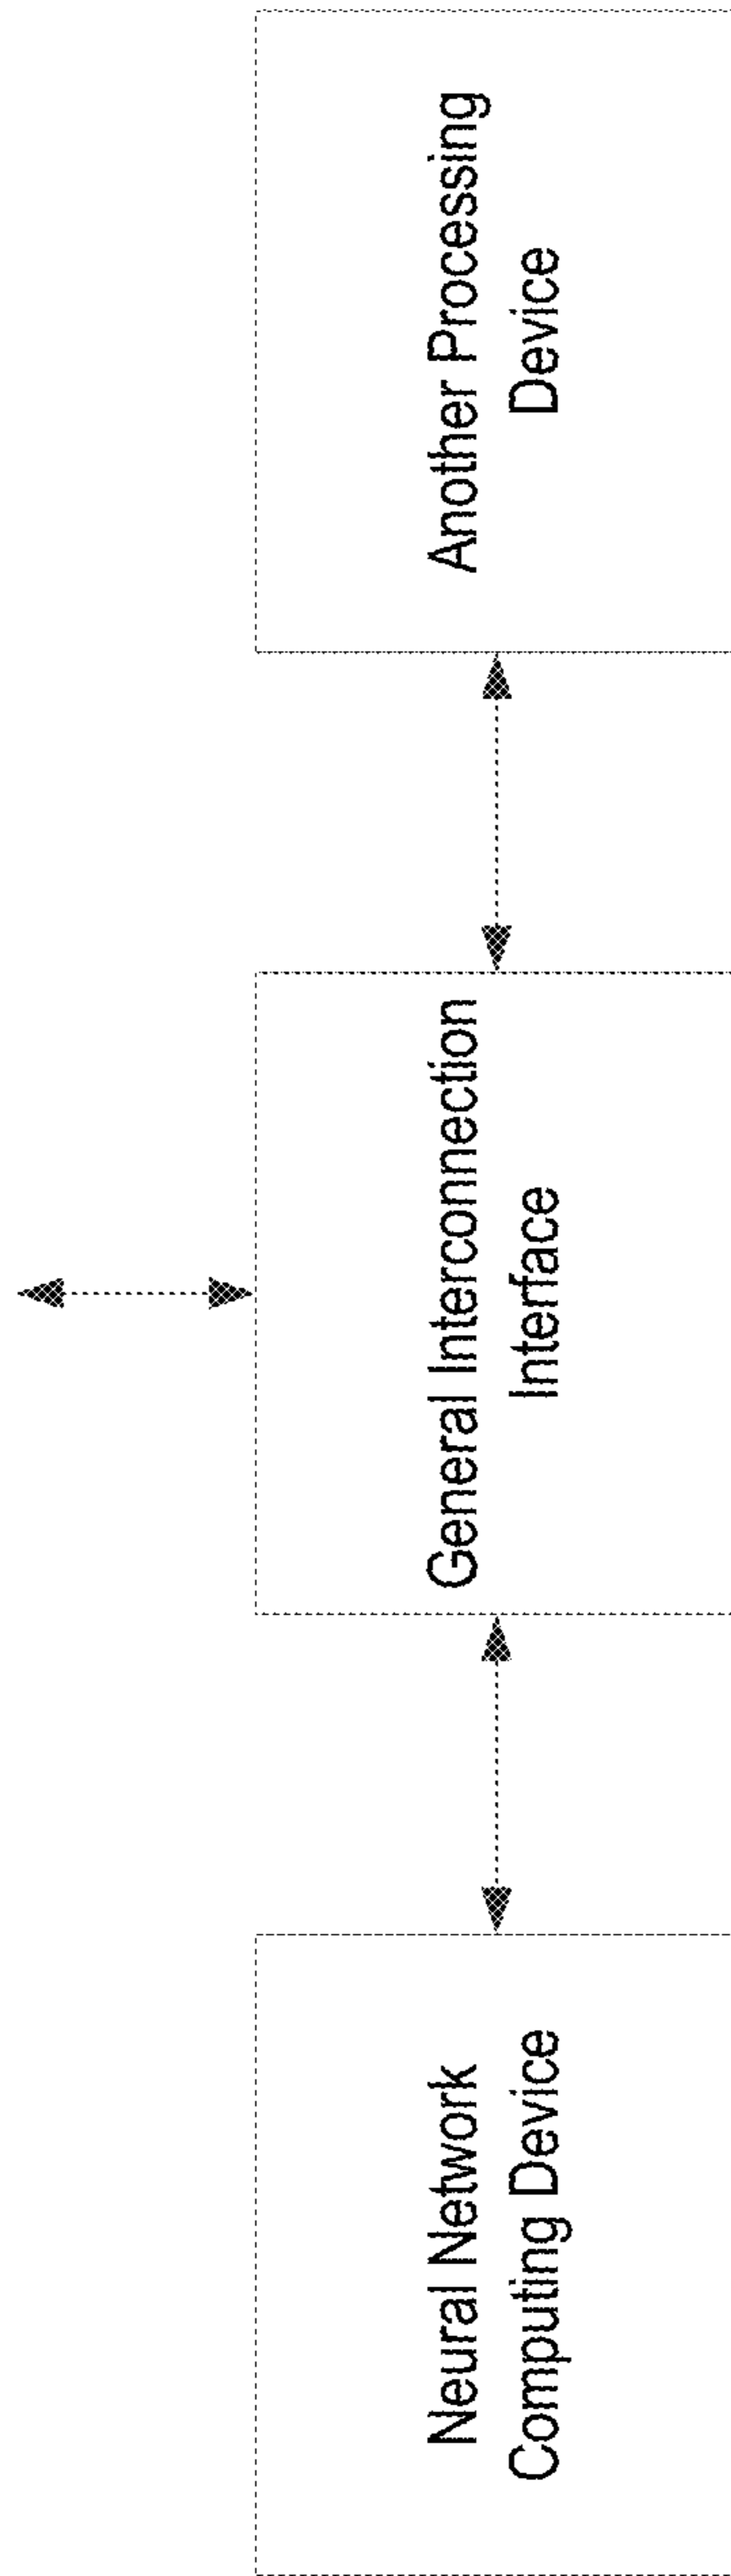 Neural Network
Computing Device
General Interconnection
Interface
Another Processing
Device